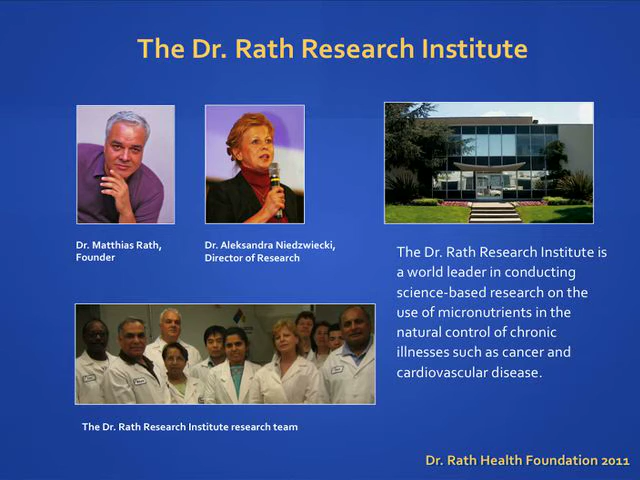 The Dr. Rath Research Institute
Dr. Matthias Rath,
Founder
Dr. Aleksandra Niedzwiecki,
Director of Research
The Dr. Rath Research Institute is
a world leader in conducting
science-based research on the
use of micronutrients in the
natural control of chronic
illnesses such as cancer and
cardiovascular disease.
The Dr. Rath Research Institute research team
Dr. Rath Health Foundation 2011